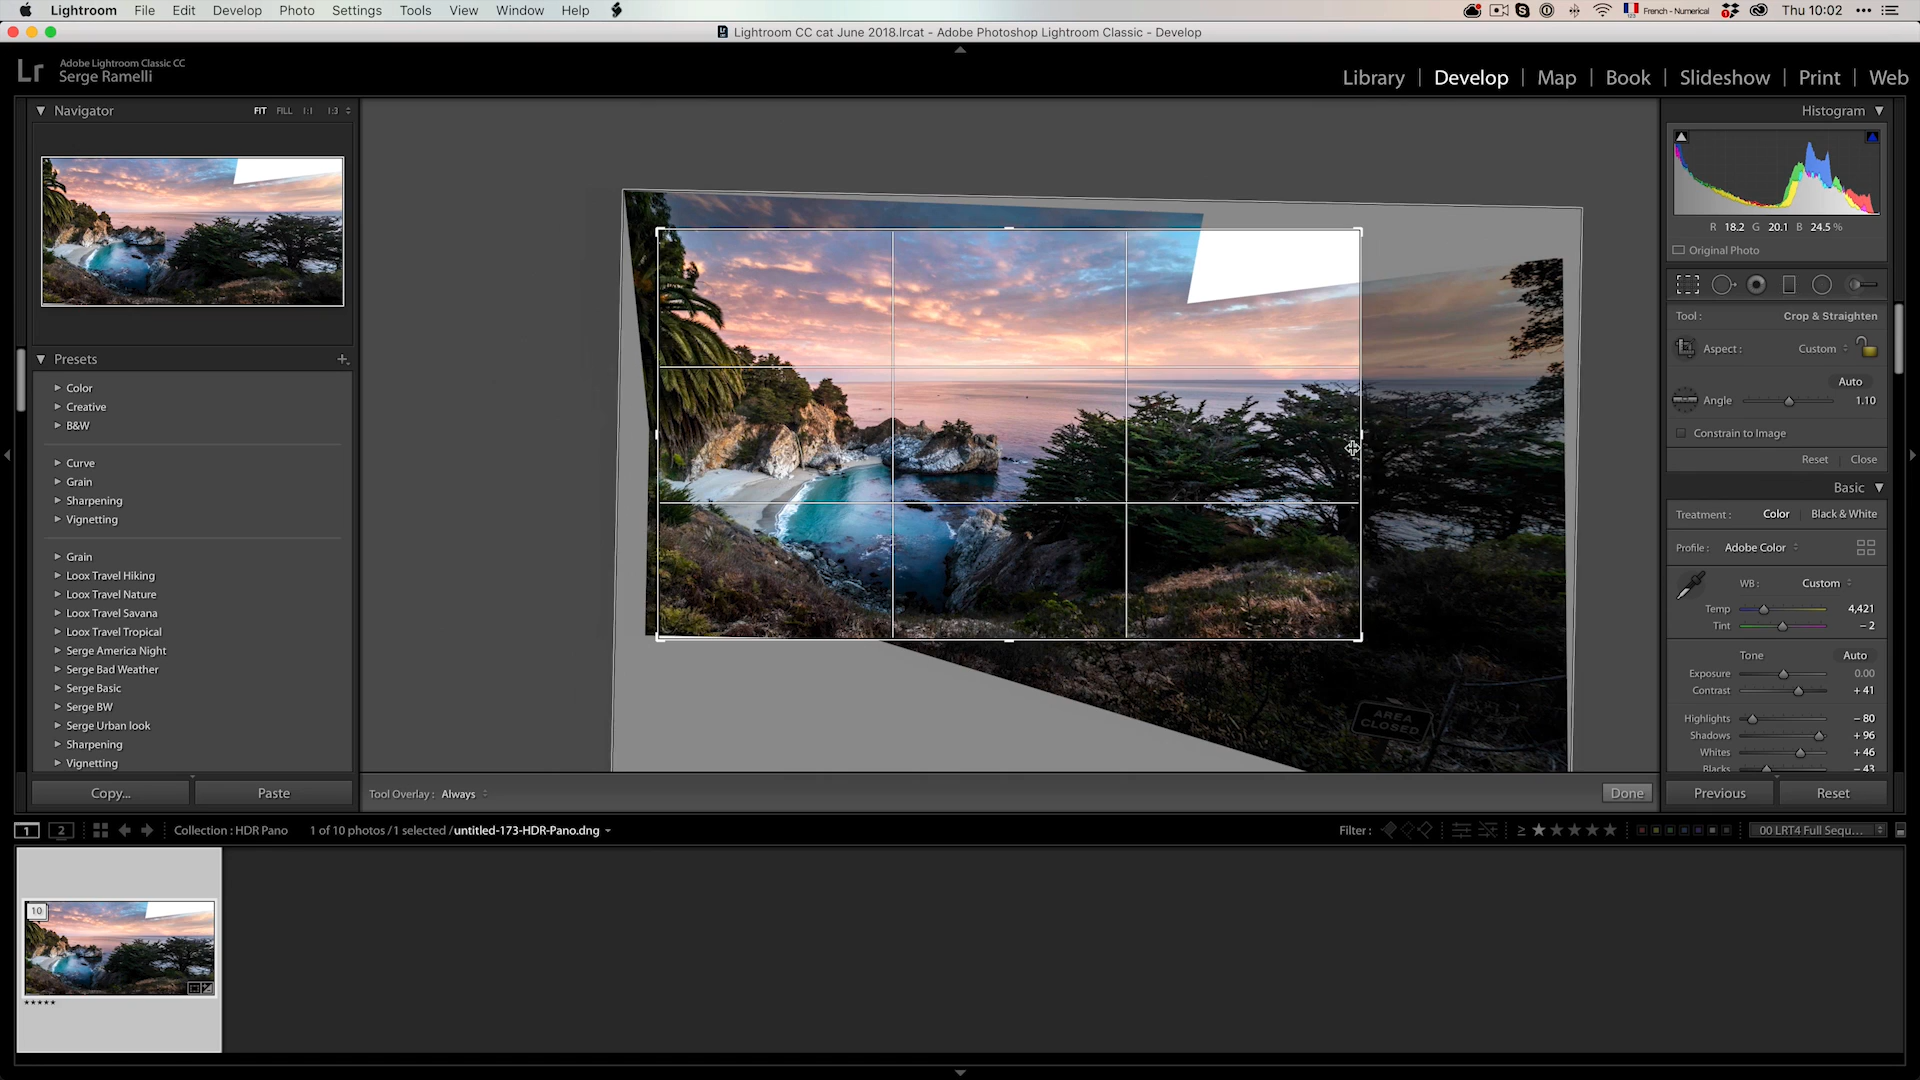 Lightroom File Edit Develop Photo Settings Tools View Window Help
French - Numerical Thu 10:02
Lightroom CC cat June 2018.lrcat - Adobe Photoshop Lightroom Classic - Develop
Lr Adobe Lightroom Classic CC
Serge Ramelli
Library | Develop | Map | Book | Slideshow | Print | Web
Navigator FIT FILL 1:1 1:3
Histogram
R 18.2 G 20.1 B 24.5 %
Original Photo
Tool : Crop & Straighten
Aspect : Custom
Auto
Angle 1.10
Constrain to Image
Reset Close
Basic
Treatment : Color Black & White
Profile : Adobe Color
WB : Custom
Temp 4,421
Tint – 2
Tone Auto
Exposure 0.00
Contrast + 41
Highlights – 80
Shadows + 96
Whites + 46
Blacks – 43
Previous Reset
Presets
Color
Creative
B&W
Curve
Grain
Sharpening
Vignetting
Grain
Loox Travel Hiking
Loox Travel Nature
Loox Travel Savana
Loox Travel Tropical
Serge America Night
Serge Bad Weather
Serge Basic
Serge BW
Serge Urban look
Sharpening
Vignetting
Copy... Paste
AREA
CLOSED
Tool Overlay : Always Done
1 2 Collection : HDR Pano 1 of 10 photos / 1 selected / untitled-173-HDR-Pano.dng
Filter : ≥ ★★★★★ 00 LRT4 Full Sequ...
10
★★★★★